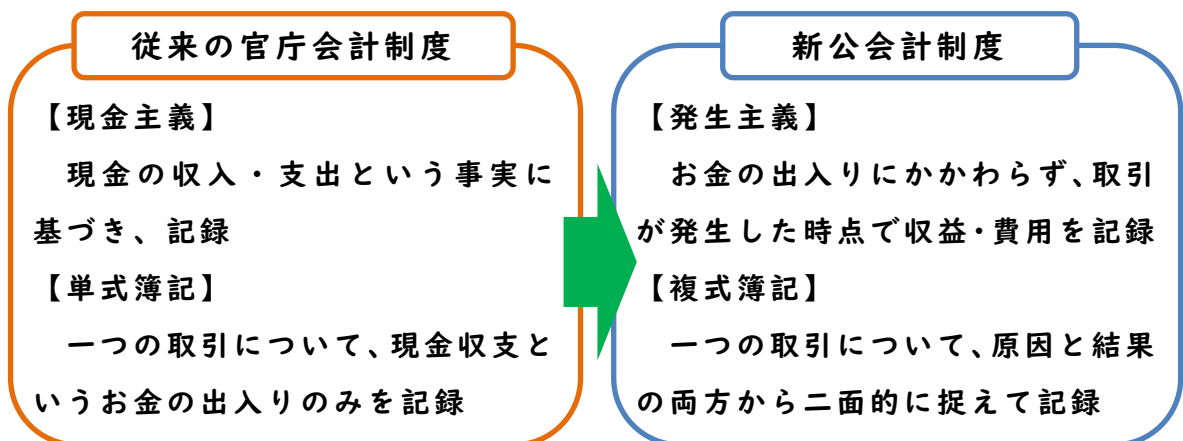 従来の官庁会計制度
【現金主義】
現金の収入・支出という事実に
基づき、記録
【単式簿記】
一つの取引について、現金収支と
いうお金の出入りのみを記録
新公会計制度
【発生主義】
お金の出入りにかかわらず、取引
が発生した時点で収益・費用を記録
【複式簿記】
一つの取引について、原因と結果
の両方から二面的に捉えて記録